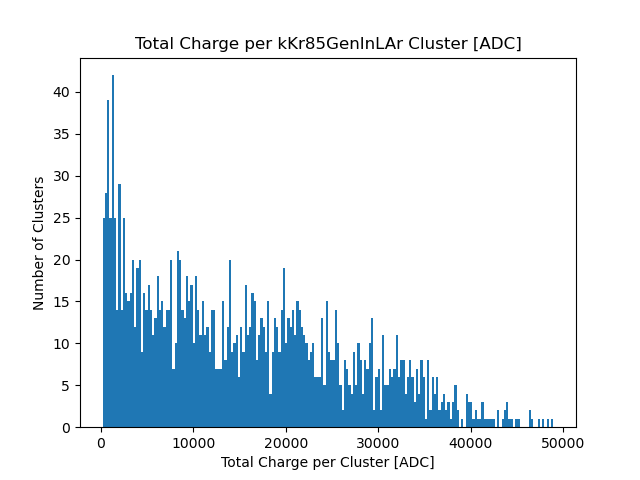 Total Charge per kKr85GenInLAr Cluster [ADC]
Number of Clusters
40
35
30
25
20
15
10
5
0
0 10000 20000 30000 40000 50000
Total Charge per Cluster [ADC]